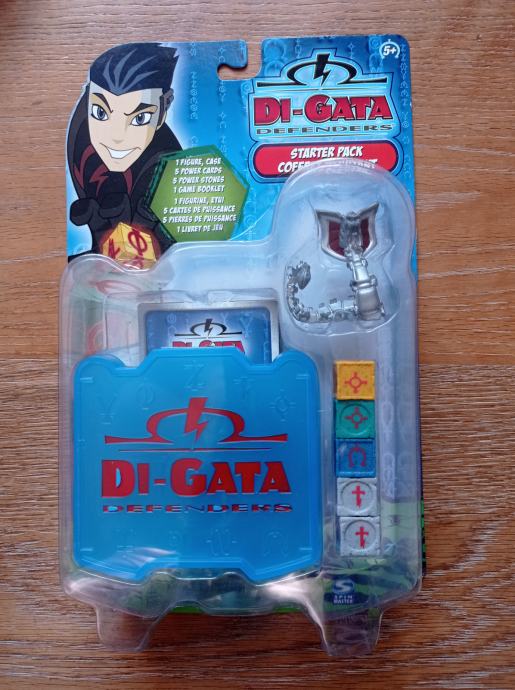 5+
DI-GATA
DEFENDERS
STARTER PACK
1 FIGURE, CASE
5 POWER CARDS
5 POWER STONES
1 GAME BOOKLET
1 FIGURINE, ETUI
5 CARTES DE PUISSANCE
5 PIERRES DE PUISSANCE
1 LIVRET DE JEU
DI-GATA
DI-GATA
DEFENDERS
SPIN
MASTER